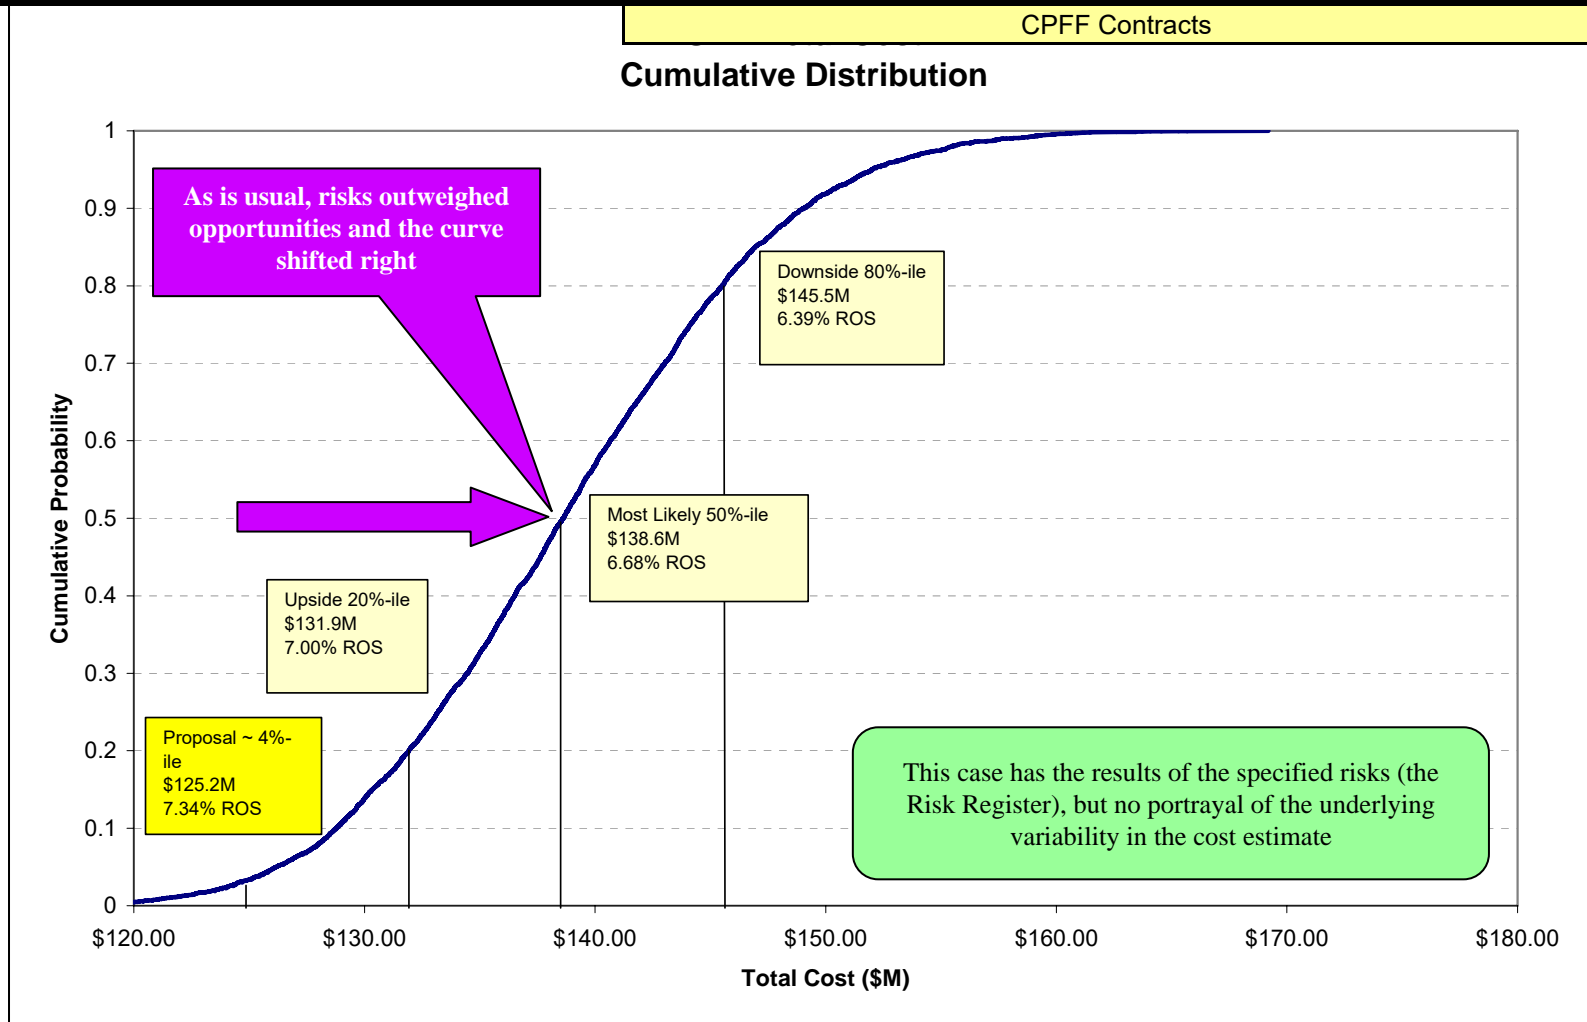 CPFF Contracts
Cumulative Distribution
As is usual, risks outweighed
opportunities and the curve
shifted right
Downside 80%-ile
$145.5M
6.39% ROS
Most Likely 50%-ile
$138.6M
6.68% ROS
Upside 20%-ile
$131.9M
7.00% ROS
Proposal ~ 4%-
ile
$125.2M
7.34% ROS
This case has the results of the specified risks (the
Risk Register), but no portrayal of the underlying
variability in the cost estimate
Cumulative Probability
1
0.9
0.8
0.7
0.6
0.5
0.4
0.3
0.2
0.1
0
$120.00
$130.00
$140.00
$150.00
$160.00
$170.00
$180.00
Total Cost ($M)